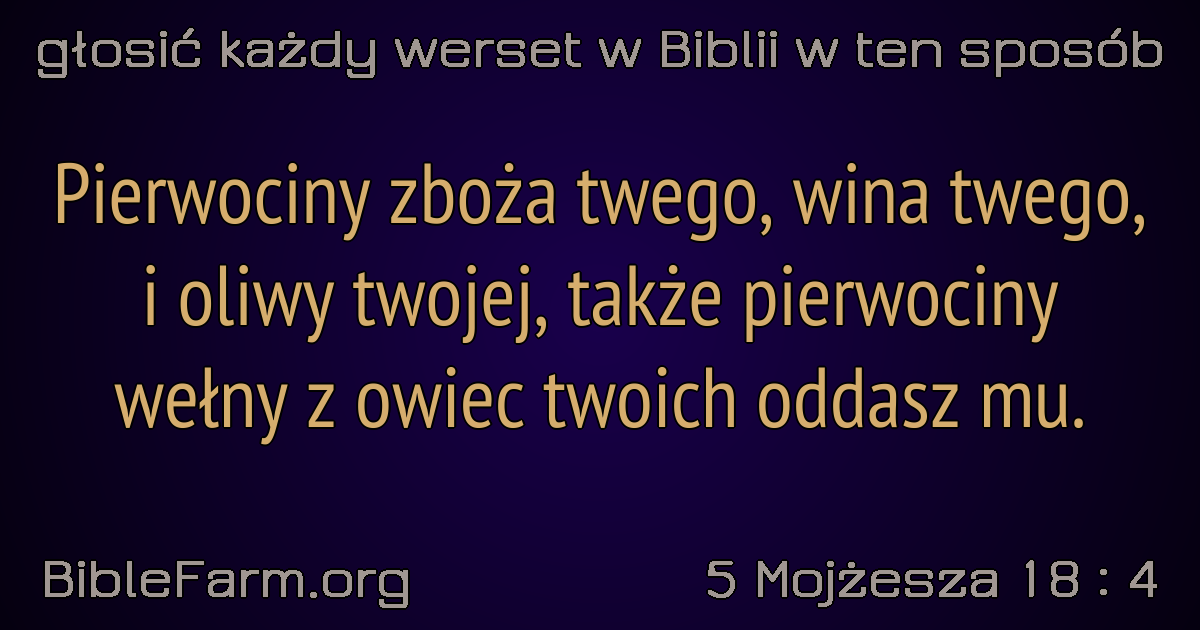 głosić każdy werset w Biblii w ten sposób
Pierwociny zboża twego, wina twego,
i oliwy twojej, także pierwociny
wełny z owiec twoich oddasz mu.
BibleFarm.org
5 Mojżesza 18 : 4